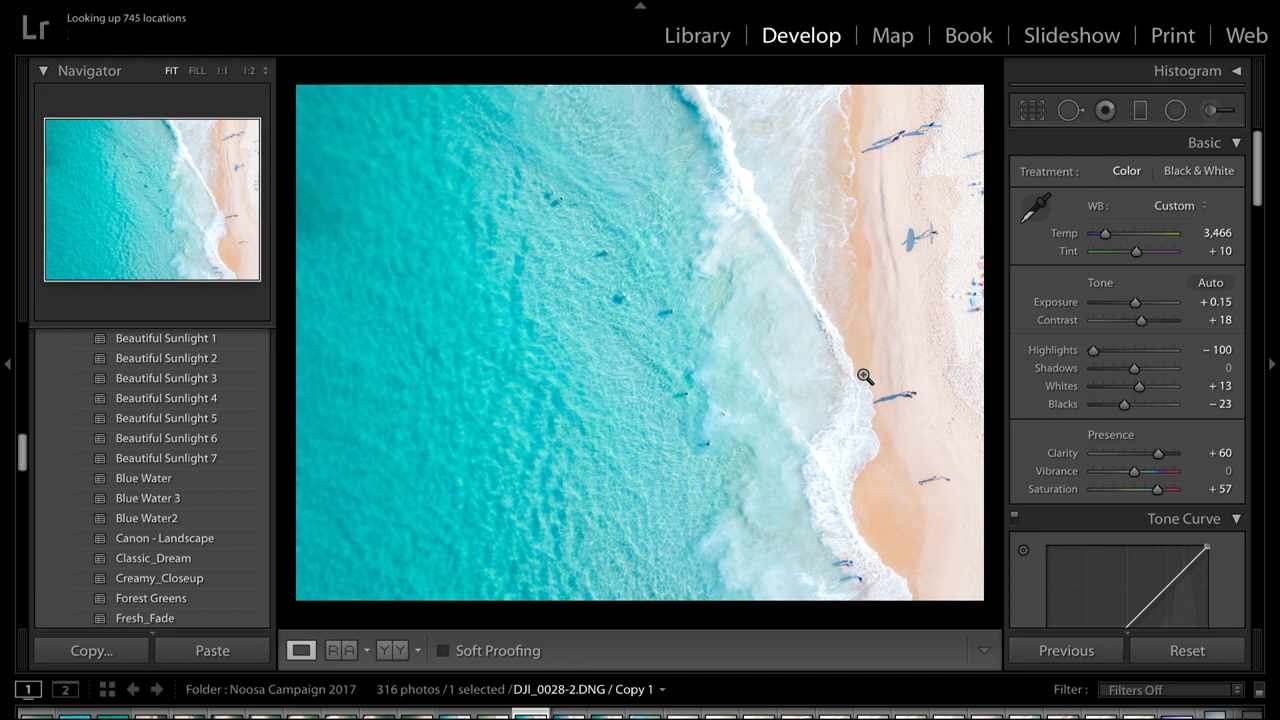 Lr
Looking up 745 locations
Library | Develop | Map | Book | Slideshow | Print | Web
Navigator FIT FILL 1:1 1:2
Histogram
Basic
Treatment : Color Black & White
WB : Custom
Temp 3,466
Tint + 10
Tone Auto
Exposure + 0.15
Contrast + 18
Highlights − 100
Shadows 0
Whites + 13
Blacks − 23
Presence
Clarity + 60
Vibrance 0
Saturation + 57
Tone Curve
Beautiful Sunlight 1
Beautiful Sunlight 2
Beautiful Sunlight 3
Beautiful Sunlight 4
Beautiful Sunlight 5
Beautiful Sunlight 6
Beautiful Sunlight 7
Blue Water
Blue Water 3
Blue Water2
Canon - Landscape
Classic_Dream
Creamy_Closeup
Forest Greens
Fresh_Fade
Copy... Paste
R A Y Y Soft Proofing
Previous Reset
1 2 Folder : Noosa Campaign 2017 316 photos / 1 selected / DJI_0028-2.DNG / Copy 1
Filter : Filters Off